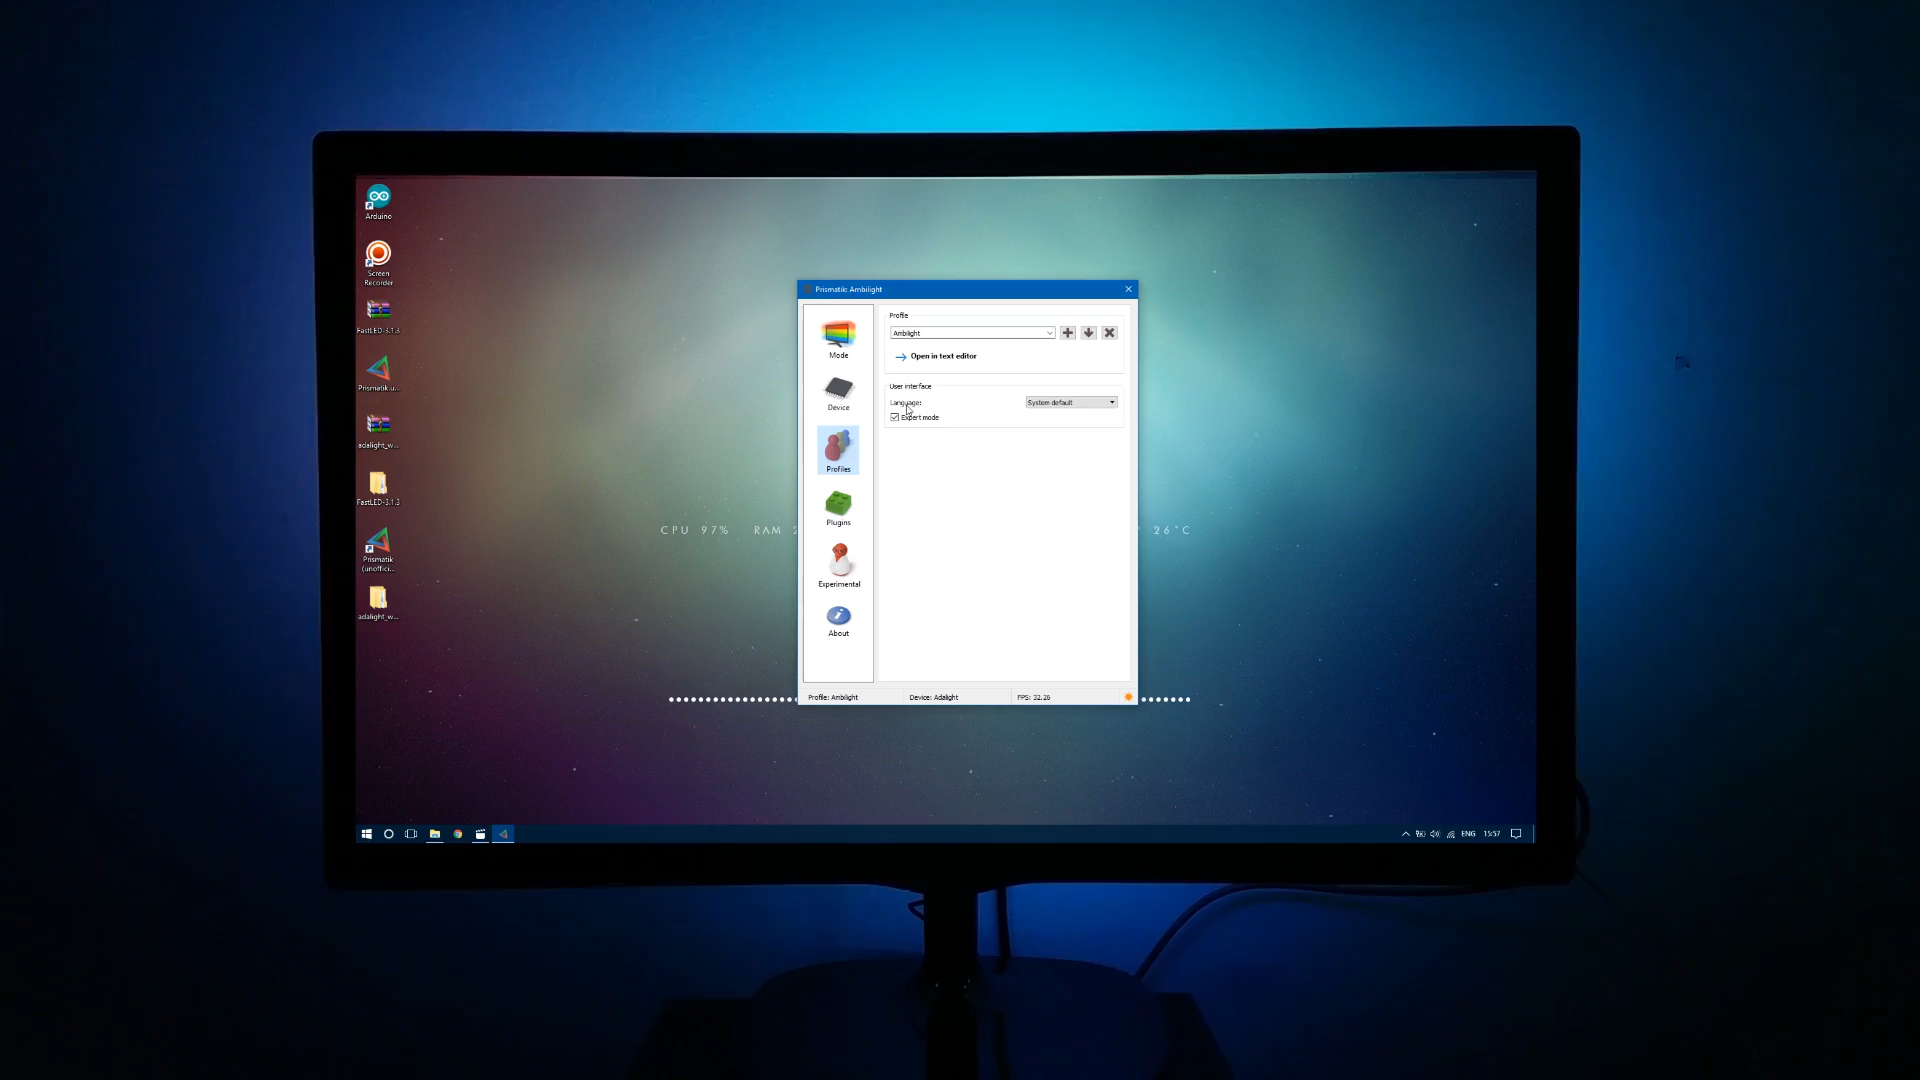 Arduino
Screen
Recorder
FastLED-3.1.3
Prismatik.u...
adalight_w...
FastLED-3.1.3
Prismatik
(unoffici...
adalight_w...
CPU 97% RAM 2
26°C
Prismatik: Ambilight
Mode
Device
Profiles
Plugins
Experimental
About
Profile
Ambilight
Open in text editor
User interface
Language:
System default
Expert mode
Profile: Ambilight
Device: Adalight
FPS: 32.26
ENG
15:57